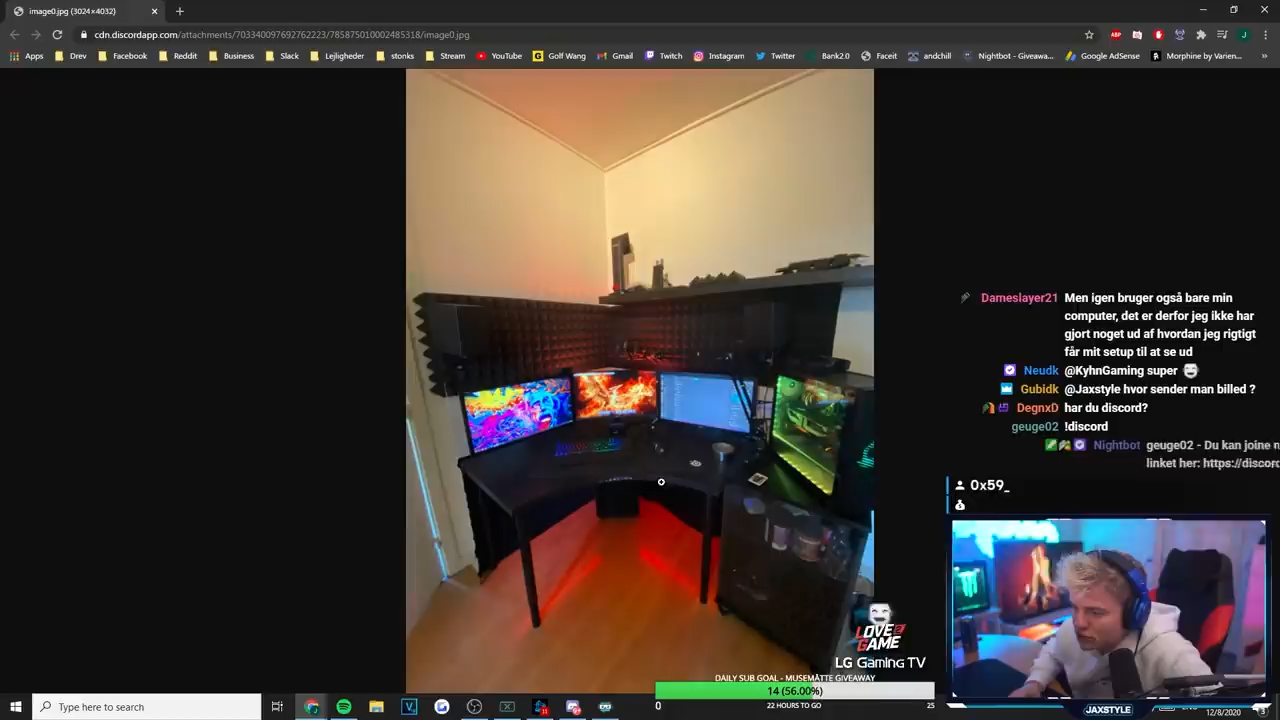 image0.jpg (3024×4032)
cdn.discordapp.com/attachments/703340097692762223/785875010002485318/image0.jpg
Apps Drev Facebook Reddit Business Slack Lejligheder stonks Stream YouTube Golf Wang Gmail Twitch Instagram Twitter Bank2.0 Faceit andchill Nightbot - Giveawa... Google AdSense Morphine by Varien...
Dameslayer21 Men igen bruger også bare min
computer, det er derfor jeg ikke har
gjort noget ud af hvordan jeg rigtigt
får mit setup til at se ud
Neudk @KyhnGaming super
Gubidk @Jaxstyle hvor sender man billed ?
DegnxD har du discord?
geuge02 !discord
Nightbot geuge02 - Du kan joine
linket her: https://discord
0x59_
LOVE
GAME
LG Gaming TV
DAILY SUB GOAL - MUSEMÅTTE GIVEAWAY
14 (56.00%)
0 22 HOURS TO GO 25
JAXSTYLE
Type here to search
12/8/2020